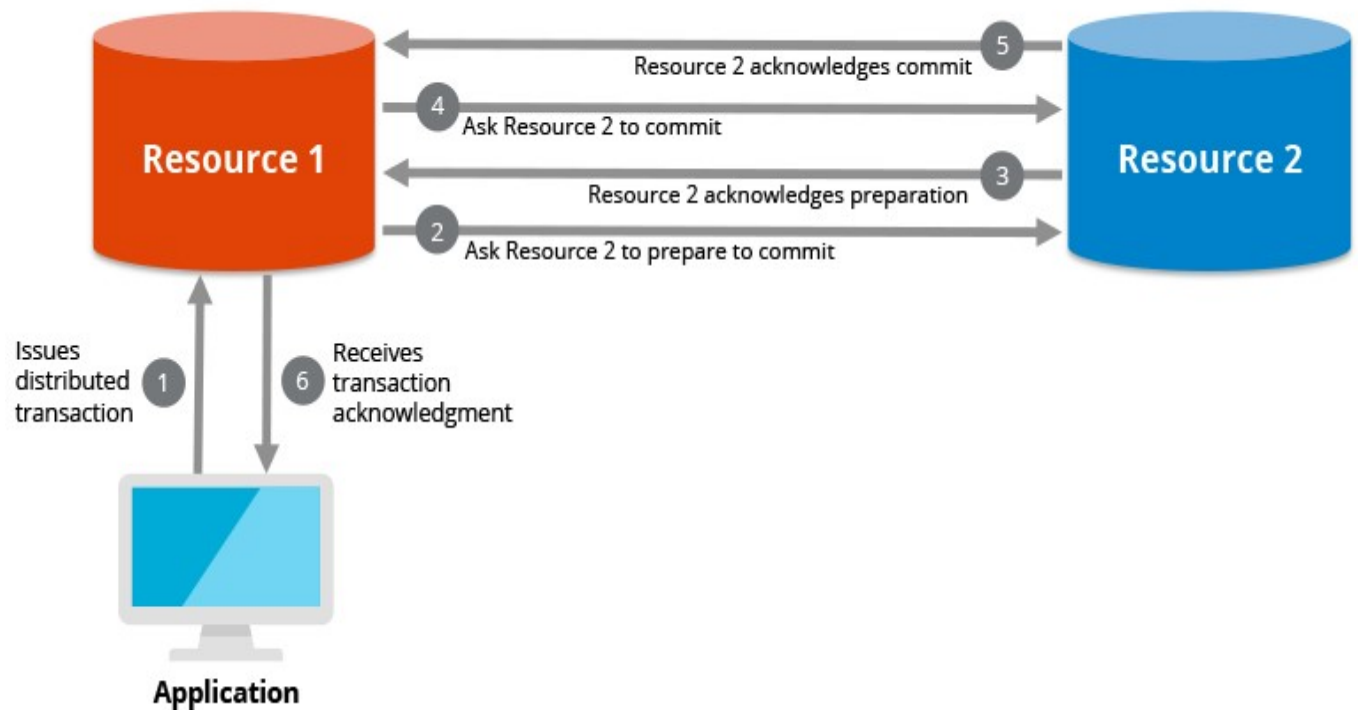 5
Resource 2 acknowledges commit
4
Ask Resource 2 to commit
Resource 1
Resource 2
3
Resource 2 acknowledges preparation
2
Ask Resource 2 to prepare to commit
Issues
distributed
transaction
1
6
Receives
transaction
acknowledgment
Application